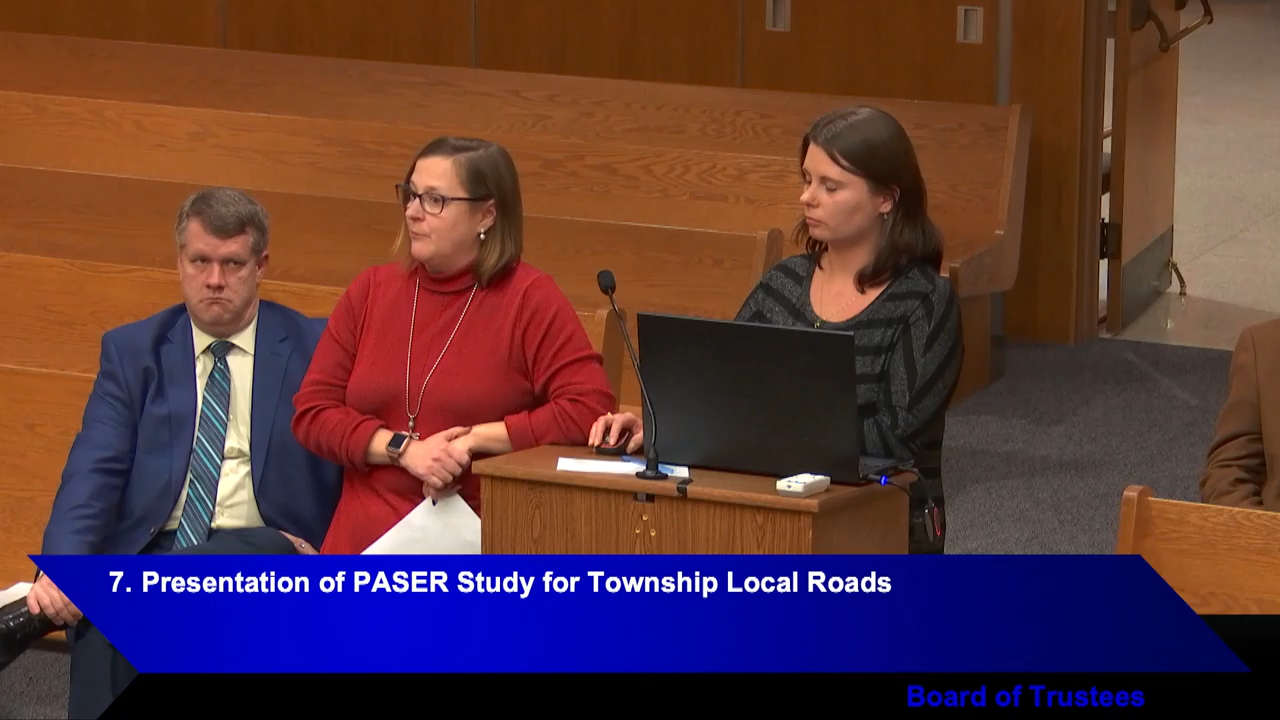 7. Presentation of PASER Study for Township Local Roads
Board of Trustees